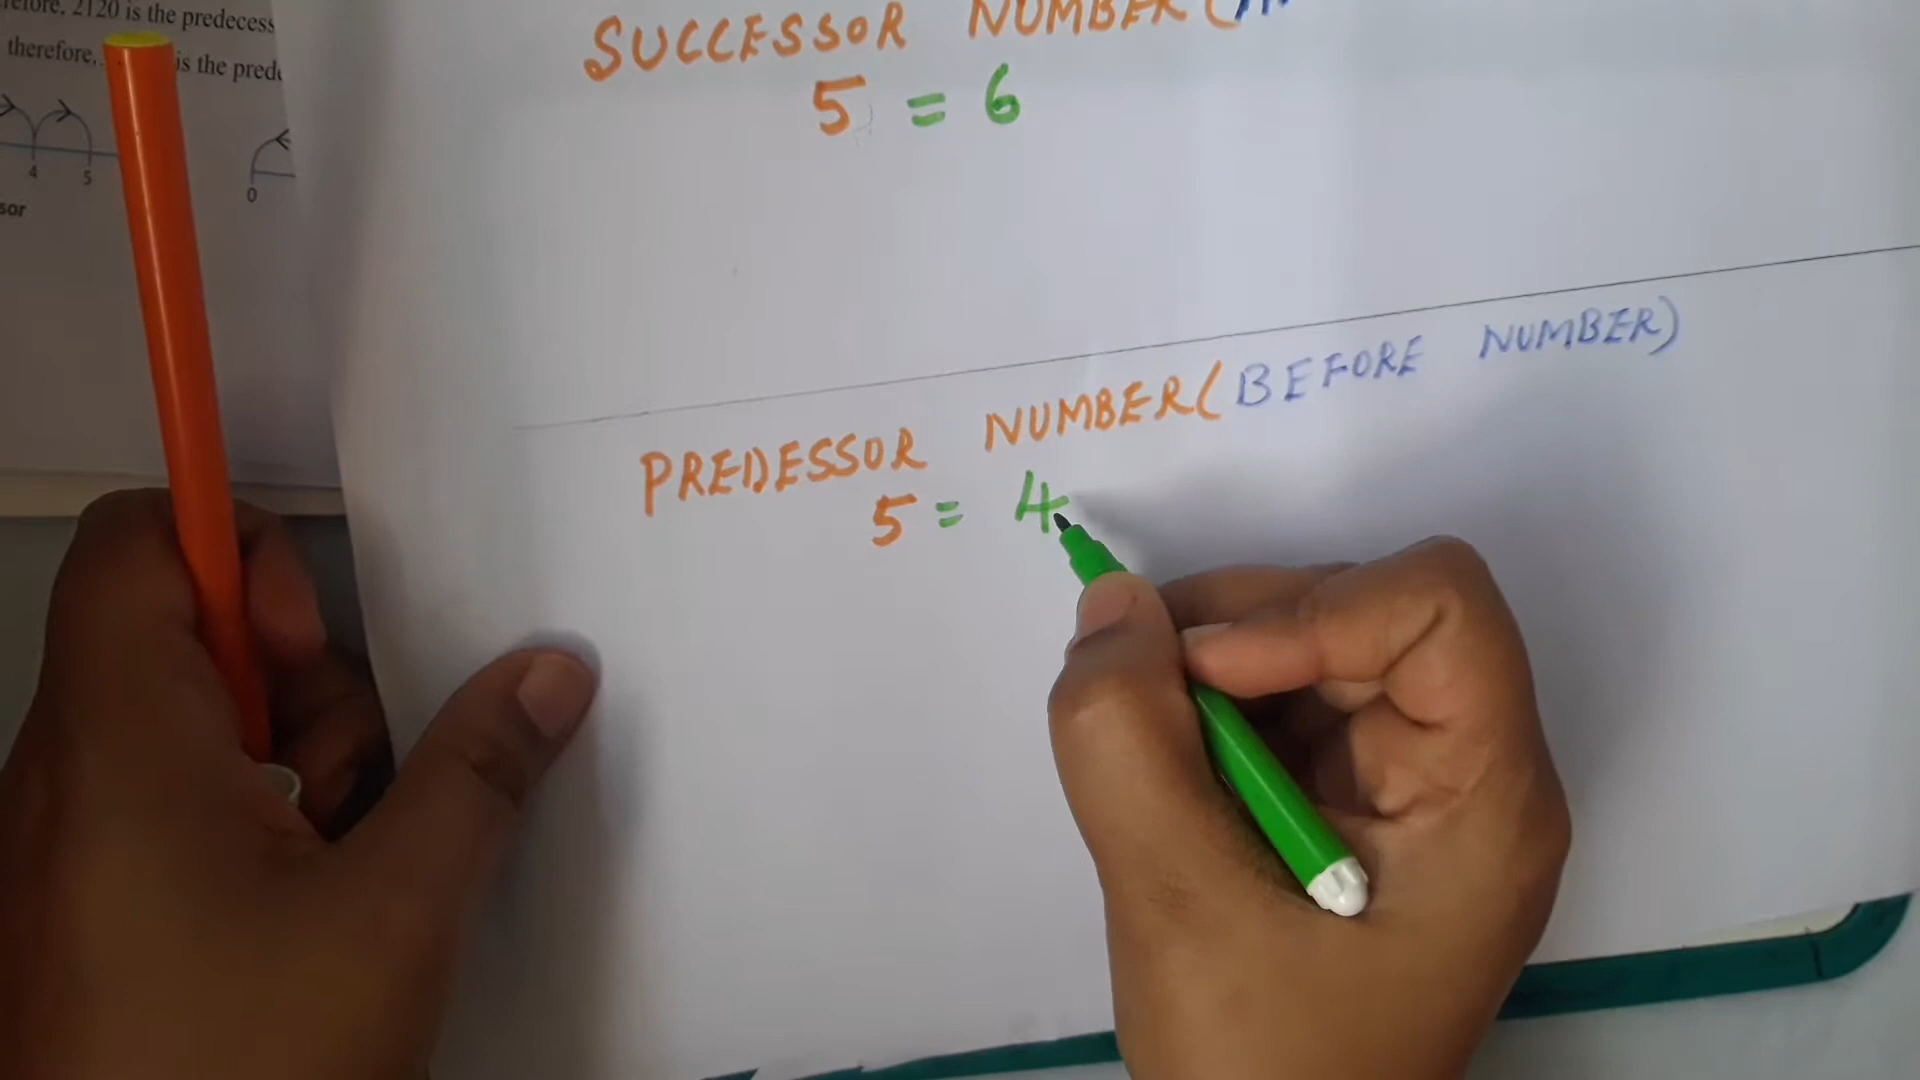 2120 is the predecess
therefore,
is the prede
4 5
0
sor
SUCCESSOR NUMBER(
5 = 6
PREDESSOR NUMBER(BEFORE NUMBER)
5 = 4